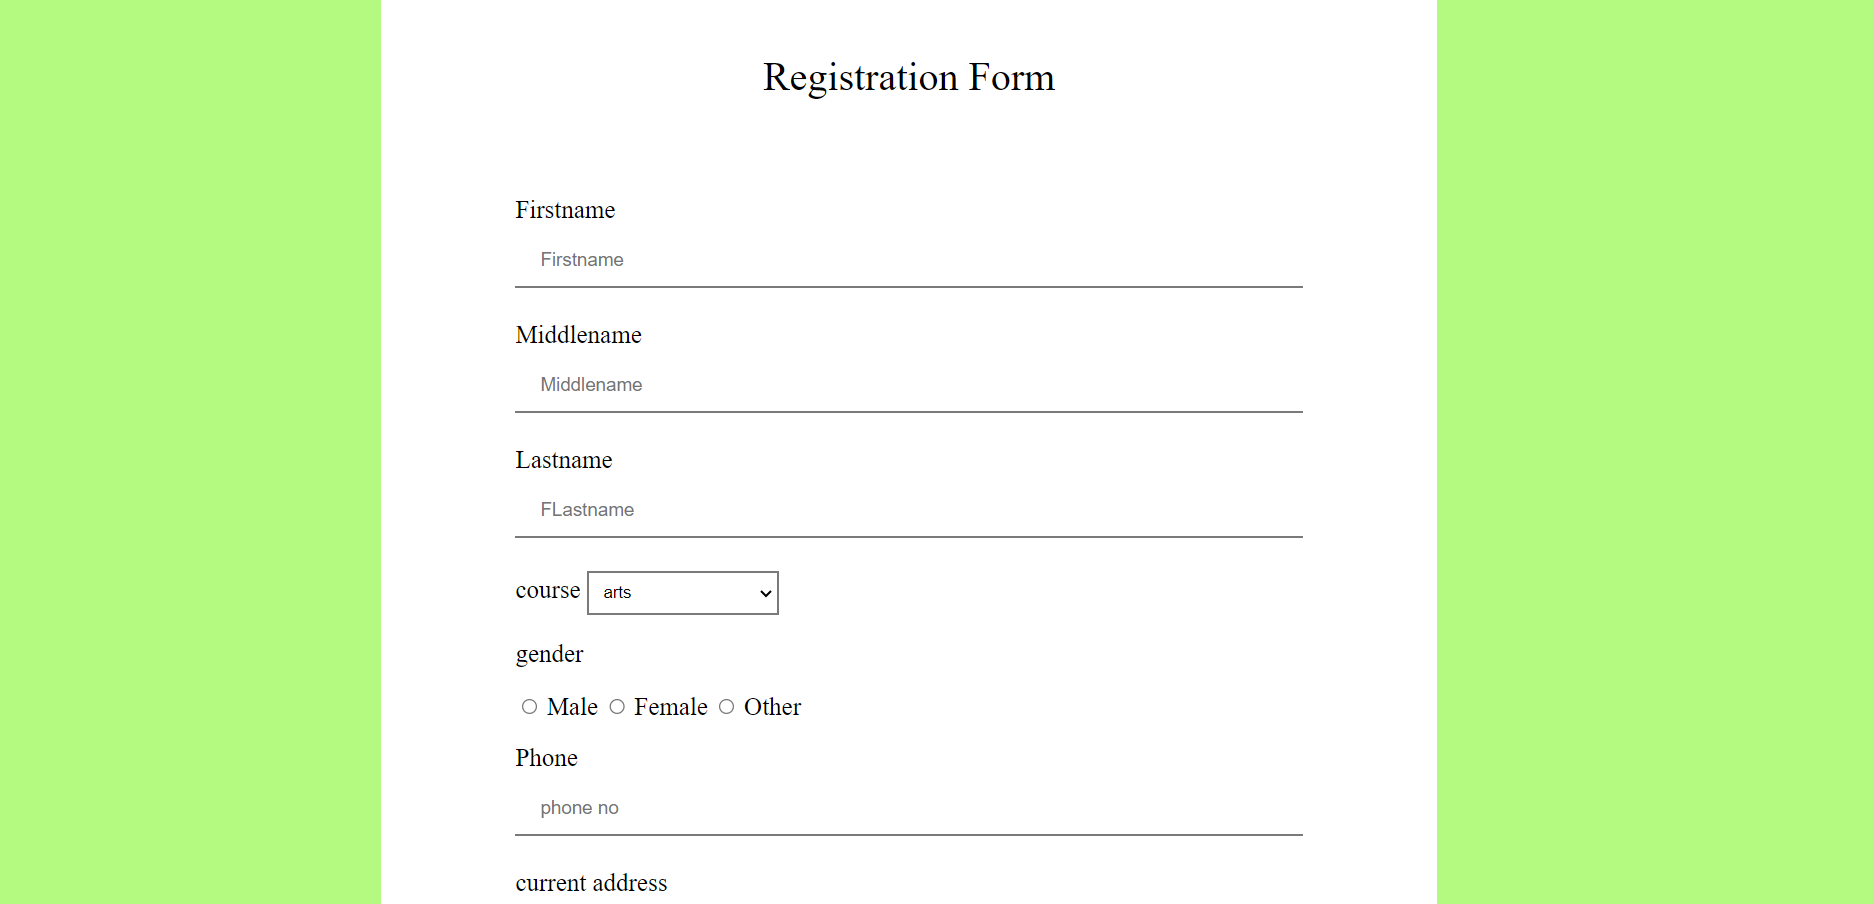 Registration Form
Firstname
Firstname
Middlename
Middlename
Lastname
FLastname
course arts
gender
Male Female Other
Phone
phone no
current address